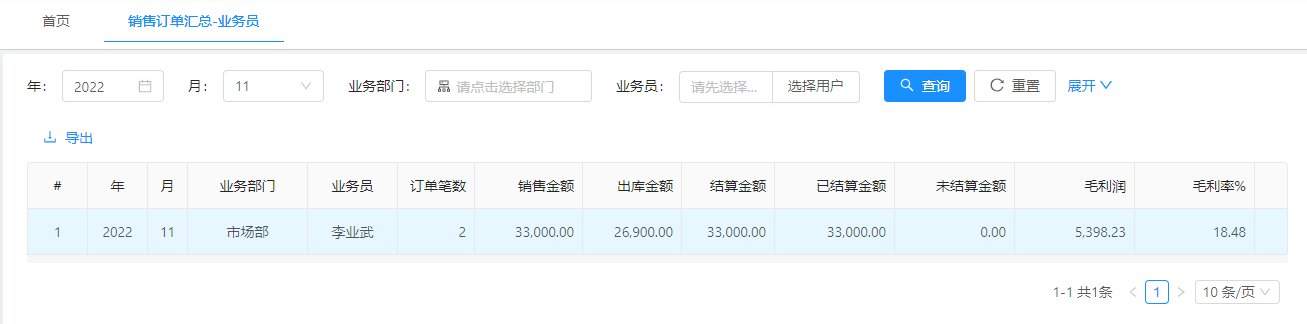 首页 销售订单汇总-业务员
年： 2022 月： 11 业务部门： 请点击选择部门 业务员： 请先选择... 选择用户 查询 重置 展开
导出
# 年 月 业务部门 业务员 订单笔数 销售金额 出库金额 结算金额 已结算金额 未结算金额 毛利润 毛利率%
1 2022 11 市场部 李业武 2 33,000.00 26,900.00 33,000.00 33,000.00 0.00 5,398.23 18.48
1-1 共1条 < 1 > 10 条/页